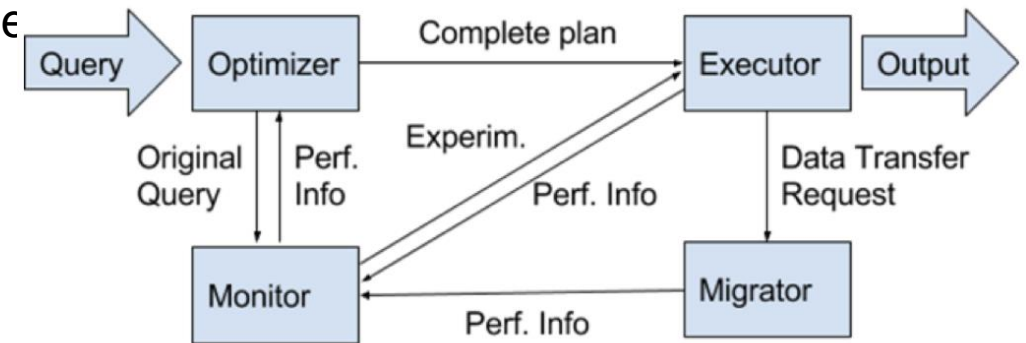 e
Query
Optimizer
Complete plan
Executor
Output
Original
Query
Perf.
Info
Experim.
Perf. Info
Data Transfer
Request
Monitor
Migrator
Perf. Info